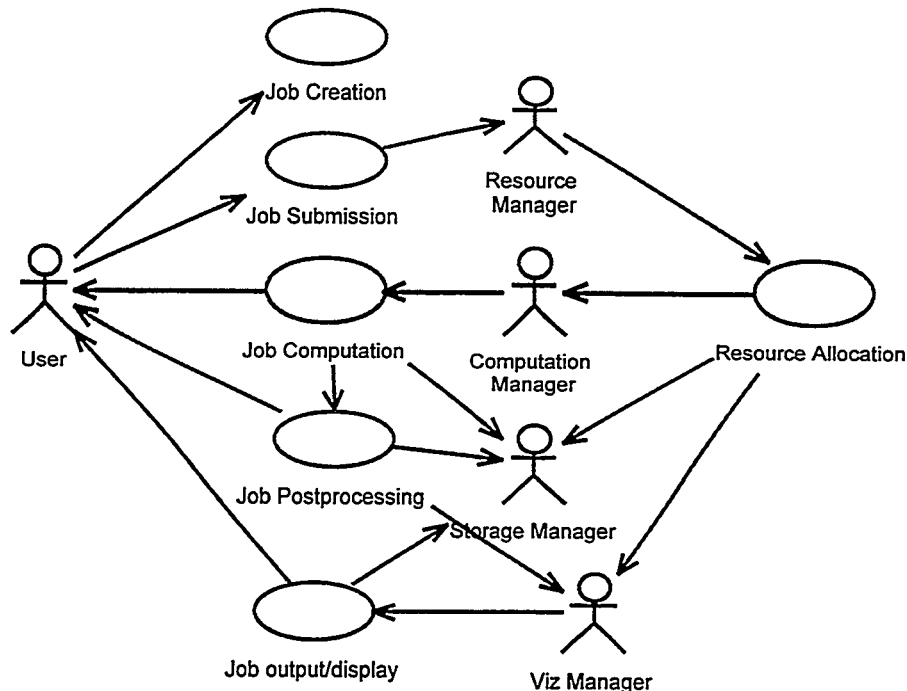 Job Creation
Resource
Manager
Job Submission
User
Job Computation
Computation
Manager
Resource Allocation
Job Postprocessing
Storage Manager
Job output/display
Viz Manager